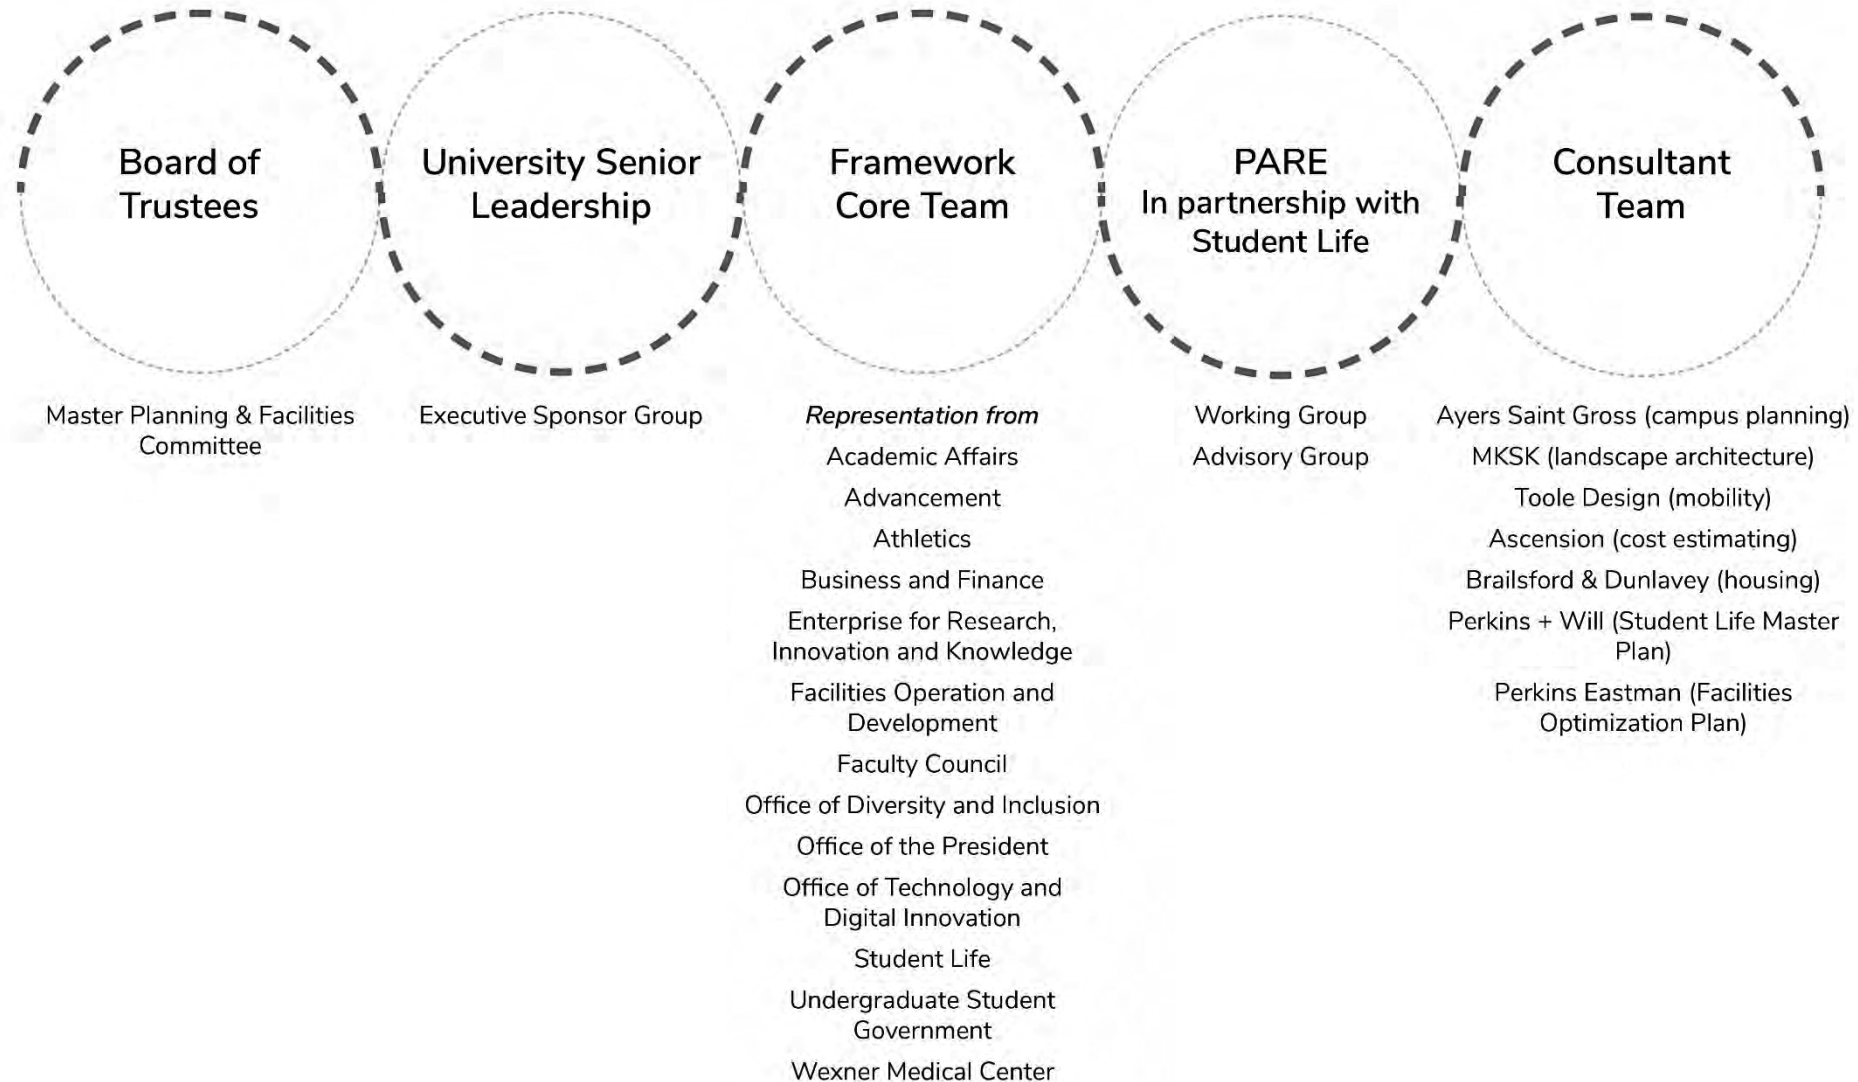 Board of
Trustees
Master Planning & Facilities
Committee
University Senior
Leadership
Executive Sponsor Group
Framework
Core Team
Representation from
Academic Affairs
Advancement
Athletics
Business and Finance
Enterprise for Research,
Innovation and Knowledge
Facilities Operation and
Development
Faculty Council
Office of Diversity and Inclusion
Office of the President
Office of Technology and
Digital Innovation
Student Life
Undergraduate Student
Government
Wexner Medical Center
PARE
In partnership with
Student Life
Working Group
Advisory Group
Consultant
Team
Ayers Saint Gross (campus planning)
MKSK (landscape architecture)
Toole Design (mobility)
Ascension (cost estimating)
Brailsford & Dunlavey (housing)
Perkins + Will (Student Life Master
Plan)
Perkins Eastman (Facilities
Optimization Plan)